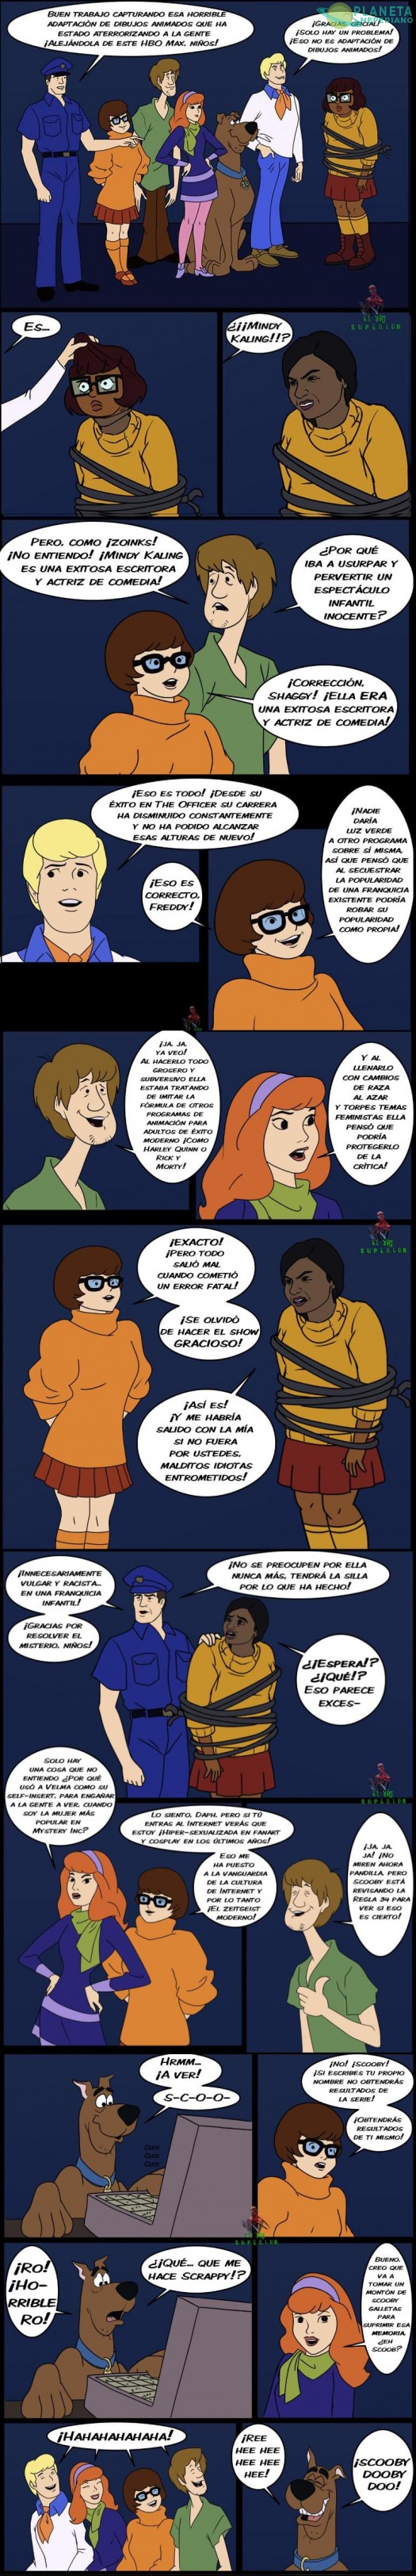 PLANETA
SUPERIANO
BUEN TRABAJO CAPTURANDO ESA HORRIBLE
ADAPTACIÓN DE DIBUJOS ANIMADOS QUE HA
ESTADO ATERRORIZANDO A LA GENTE
¡ALEJÁNDOLA DE ESTE HBO MAX, NIÑOS!
¡GRACIAS, OFICIAL!
¡SOLO HAY UN PROBLEMA!
¡ESO NO ES ADAPTACIÓN DE
DIBUJOS ANIMADOS!
SUPERIOR
ES...
¿¡¡MINDY
KALING!!?
PERO, COMO ¡ZOINKS!
¡NO ENTIENDO! ¡MINDY KALING
ES UNA EXITOSA ESCRITORA
Y ACTRIZ DE COMEDIA!
¿POR QUÉ
IBA A USURPAR Y
PERVERTIR UN
ESPECTÁCULO
INFANTIL
INOCENTE?
¡CORRECCIÓN,
SHAGGY! ¡ELLA ERA
UNA EXITOSA ESCRITORA
Y ACTRIZ DE COMEDIA!
¡ESO ES TODO! ¡DESDE SU
ÉXITO EN THE OFFICER SU CARRERA
HA DISMINUIDO CONSTANTEMENTE
Y NO HA PODIDO ALCANZAR
ESAS ALTURAS DE NUEVO!
¡ESO ES
CORRECTO,
FREDDY!
¡NADIE
DARÍA
LUZ VERDE
A OTRO PROGRAMA
SOBRE SÍ MISMA,
ASÍ QUE PENSÓ QUE
AL SECUESTRAR
LA POPULARIDAD
DE UNA FRANQUICIA
EXISTENTE PODRÍA
ROBAR SU
POPULARIDAD
COMO PROPIA!
¡JA, JA,
YA VEO!
AL HACERLO TODO
GROSERO Y
SUBVERSIVO ELLA
ESTABA TRATANDO
DE IMITAR LA
FÓRMULA DE OTROS
PROGRAMAS DE
ANIMACIÓN PARA
ADULTOS DE ÉXITO
MODERNO ¡COMO
HARLEY QUINN O
RICK Y
MORTY!
Y AL
LLENARLO
CON CAMBIOS
DE RAZA
AL AZAR
Y TORPES TEMAS
FEMINISTAS ELLA
PENSÓ QUE
PODRÍA
PROTEGERLO
DE LA
CRÍTICA!
SUPERIOR
¡EXACTO!
¡PERO TODO
SALIÓ MAL
CUANDO COMETIÓ
UN ERROR FATAL!
¡SE OLVIDÓ
DE HACER EL SHOW
GRACIOSO!
¡ASÍ ES!
¡Y ME HABRÍA
SALIDO CON LA MÍA
SI NO FUERA
POR USTEDES,
MALDITOS IDIOTAS
ENTROMETIDOS!
¡INNECESARIAMENTE
VULGAR Y RACISTA...
EN UNA FRANQUICIA
INFANTIL!
¡GRACIAS POR
RESOLVER EL
MISTERIO, NIÑOS!
¡NO SE PREOCUPEN POR ELLA
NUNCA MÁS, TENDRÁ LA SILLA
POR LO QUE HA HECHO!
¿¡ESPERA!?
¿¡QUÉ!?
ESO PARECE
EXCES-
SUPERIOR
SOLO HAY
UNA COSA QUE NO
ENTIENDO ¿POR QUÉ
USÓ A VELMA COMO SU
SELF-INSERT, PARA ENGAÑAR
A LA GENTE A VER, CUANDO
SOY LA MUJER MÁS
POPULAR EN
MYSTERY INC?
LO SIENTO, DAPH, PERO SI TÚ
ENTRAS AL INTERNET VERÁS QUE
ESTOY ¡HIPER-SEXUALIZADA EN FANART
Y COSPLAY EN LOS ÚLTIMOS AÑOS!
ESO ME
HA PUESTO
A LA VANGUARDIA
DE LA CULTURA
DE INTERNET Y
POR LO TANTO
¡EL ZEITGEIST
MODERNO!
¡JA, JA,
JA! ¡NO
MIREN AHORA
PANDILLA, PERO
SCOOBY ESTÁ
REVISANDO LA
REGLA 34 PARA
VER SI ESO
ES CIERTO!
HRMM...
¡A VER!
S-C-O-O-
CLICK
CLICK
CLICK
¡NO! ¡SCOOBY!
¡SI ESCRIBES TU PROPIO
NOMBRE NO OBTENDRÁS
RESULTADOS DE
LA SERIE!
¡OBTENDRÁS
RESULTADOS
DE TI MISMO!
SUPERIOR
¡RO!
¡HO-
RRIBLE
RO!
¿¡QUÉ... QUE ME
HACE SCRAPPY!?
BUENO,
CREO QUE
VA A
TOMAR UN
MONTÓN DE
SCOOBY
GALLETAS
PARA
SUPRIMIR ESA
MEMORIA,
¿EH
SCOOB?
¡HAHAHAHAHAHA!
¡REE
HEE HEE
HEE HEE
HEE!
¡SCOOBY
DOOBY
DOO!